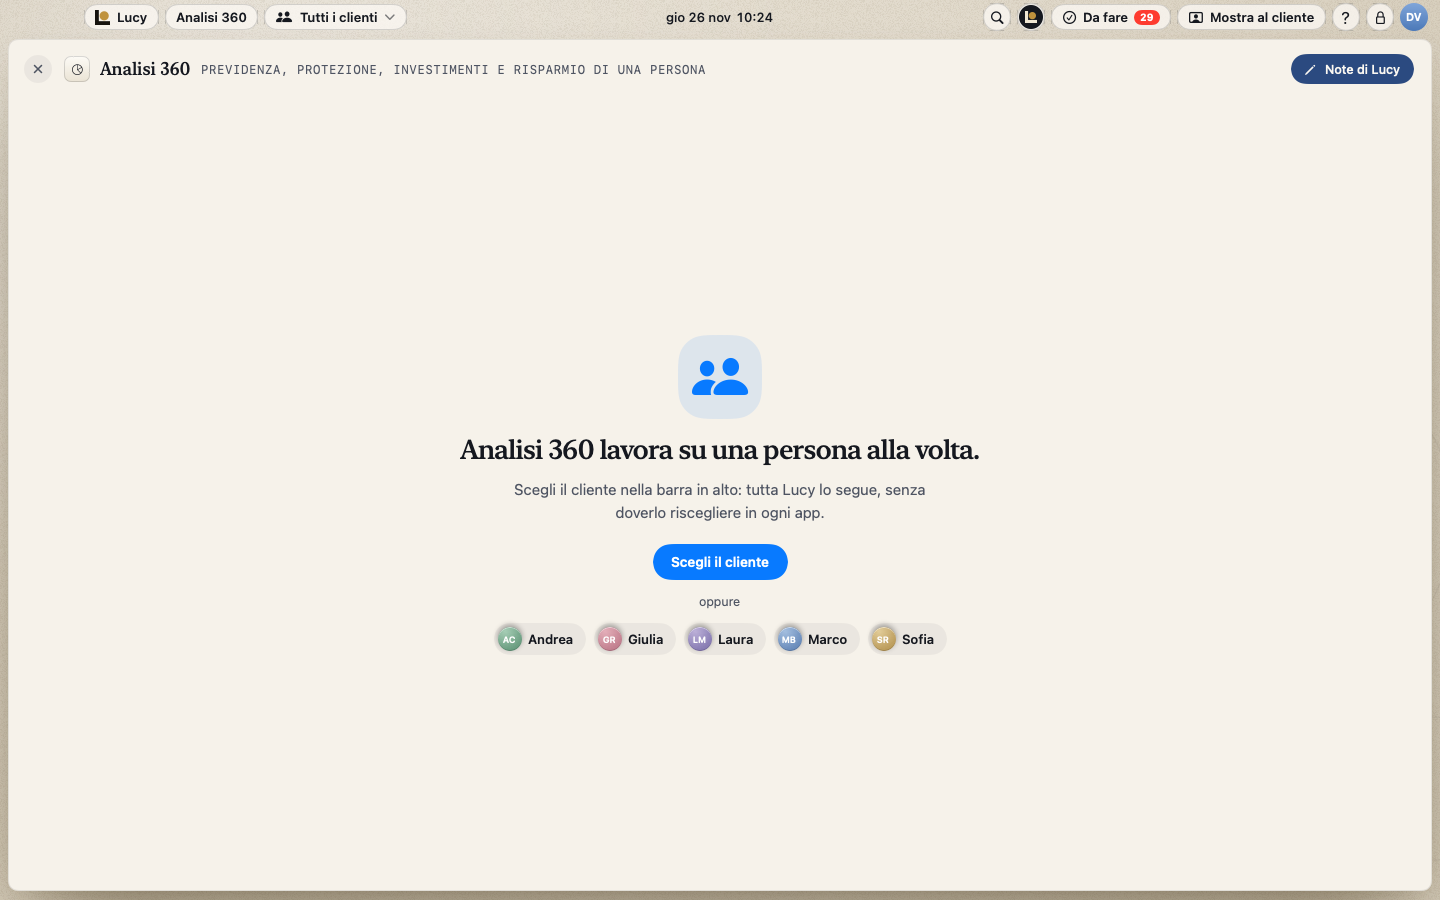 Lucy
Analisi 360
Tutti i clienti
gio 26 nov 10:24
Da fare 29
Mostra al cliente
?
DV
Analisi 360 PREVIDENZA, PROTEZIONE, INVESTIMENTI E RISPARMIO DI UNA PERSONA
Note di Lucy
Analisi 360 lavora su una persona alla volta.
Scegli il cliente nella barra in alto: tutta Lucy lo segue, senza
doverlo riscegliere in ogni app.
Scegli il cliente
oppure
AC Andrea
GR Giulia
LM Laura
MB Marco
SR Sofia